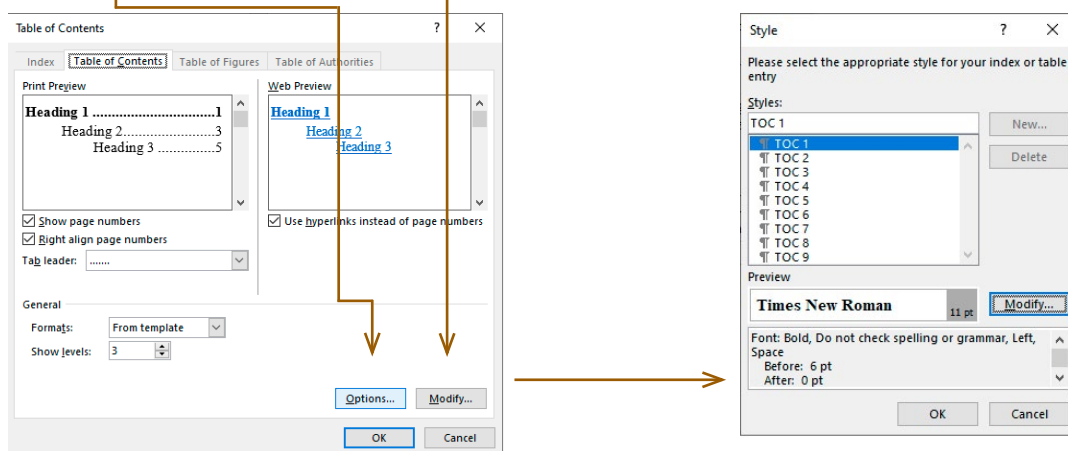 Table of Contents ? ×
Index Table of Contents Table of Figures Table of Authorities
Print Preview
Heading 1 ..............................1
Heading 2.......................3
Heading 3 ..............5
Web Preview
Heading 1
Heading 2
Heading 3
Show page numbers
Right align page numbers
Tab leader: .......
Use hyperlinks instead of page numbers
General
Formats: From template
Show levels: 3
Options... Modify...
OK Cancel
Style ? ×
Please select the appropriate style for your index or table
entry
Styles:
TOC 1
¶ TOC 1
¶ TOC 2
¶ TOC 3
¶ TOC 4
¶ TOC 5
¶ TOC 6
¶ TOC 7
¶ TOC 8
¶ TOC 9
New...
Delete
Preview
Times New Roman 11 pt
Modify...
Font: Bold, Do not check spelling or grammar, Left,
Space
Before: 6 pt
After: 0 pt
OK Cancel